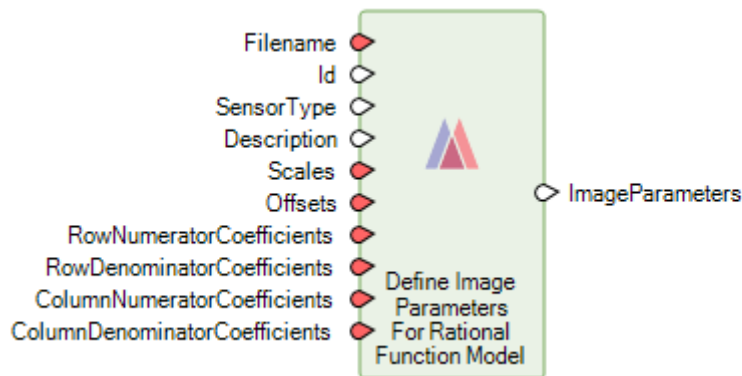 Filename
Id
SensorType
Description
Scales
Offsets
RowNumeratorCoefficients
RowDenominatorCoefficients
ColumnNumeratorCoefficients
ColumnDenominatorCoefficients
Define Image
Parameters
For Rational
Function Model
ImageParameters